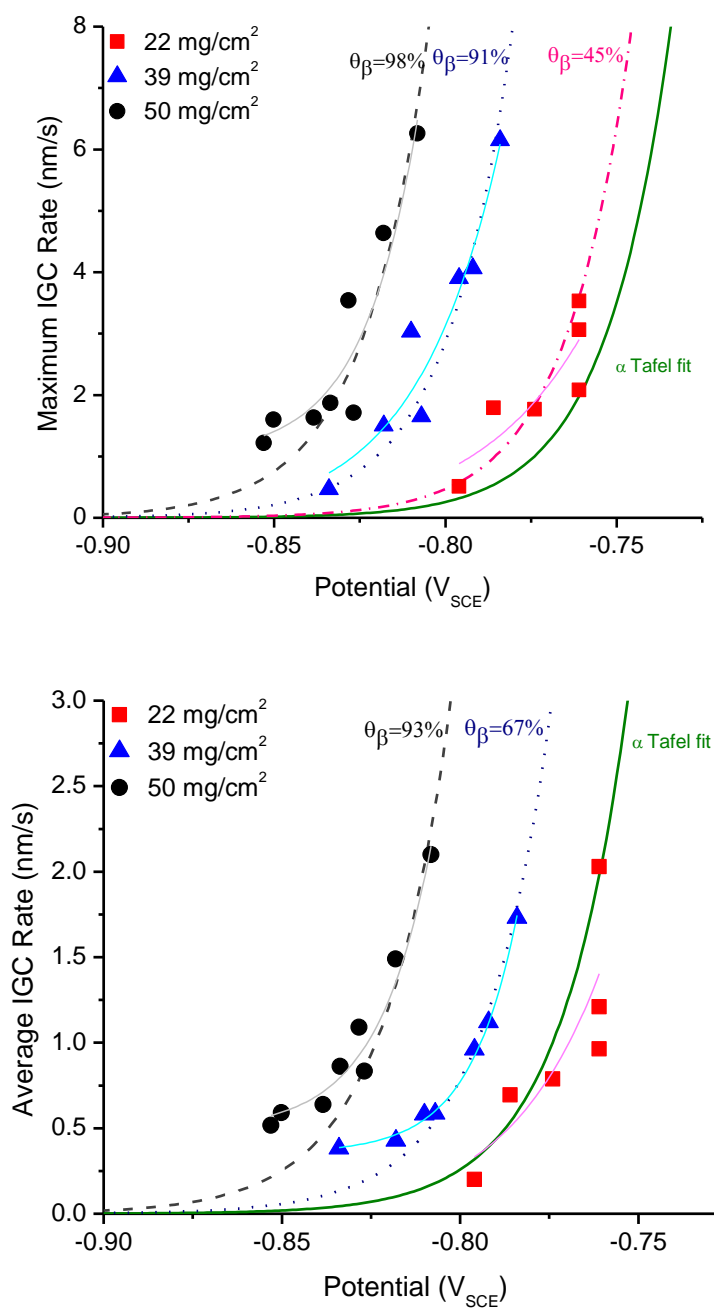 8
6
4
2
0
Maximum IGC Rate (nm/s)
22 mg/cm²
39 mg/cm²
50 mg/cm²
θβ=98%
θβ=91%
θβ=45%
α Tafel fit
-0.90
-0.85
-0.80
-0.75
Potential (V_SCE)
3.0
2.5
2.0
1.5
1.0
0.5
0.0
Average IGC Rate (nm/s)
22 mg/cm²
39 mg/cm²
50 mg/cm²
θβ=93%
θβ=67%
α Tafel fit
-0.90
-0.85
-0.80
-0.75
Potential (V_SCE)